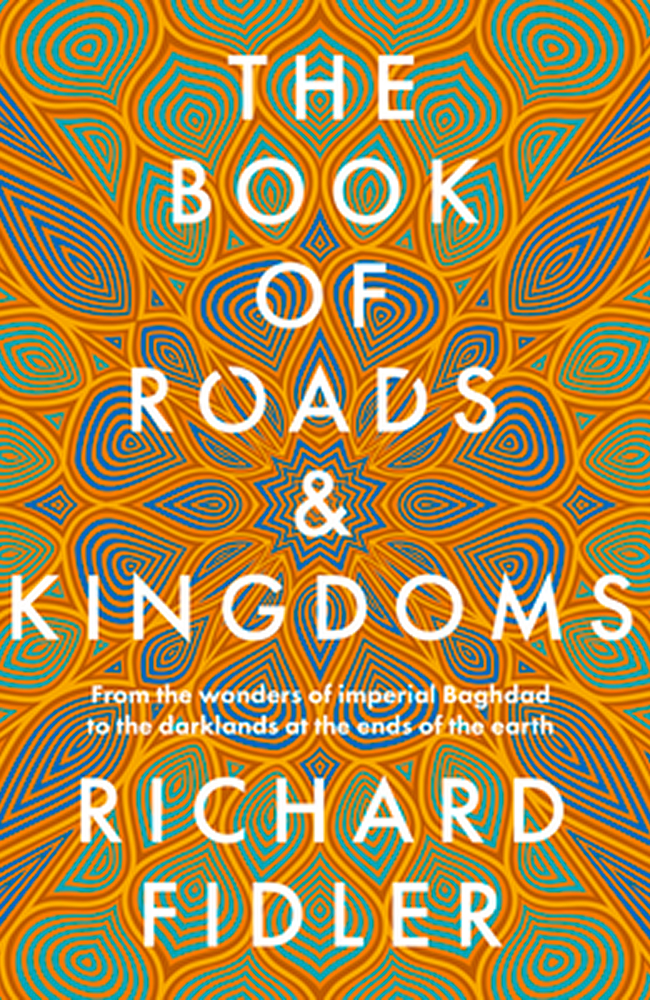 THE
BOOK
OF
ROADS
&
KINGDOMS
From the wonders of imperial Baghdad
to the darklands at the ends of the earth
RICHARD
FIDLER